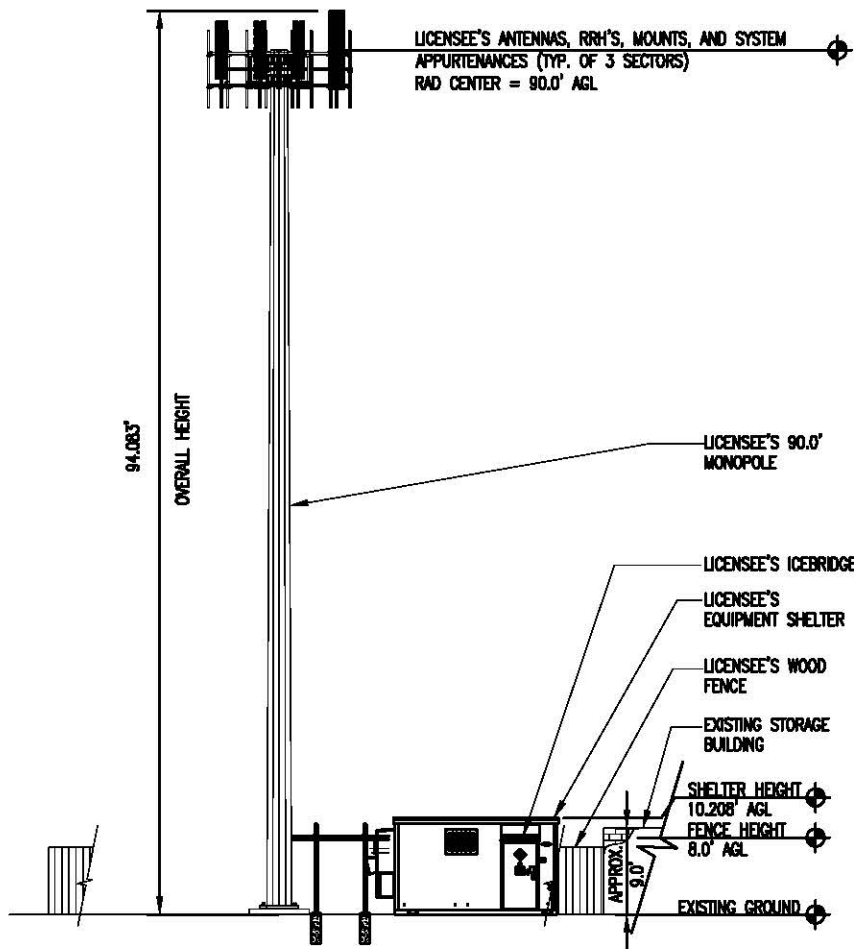 LICENSEE'S ANTENNAS, RRH'S, MOUNTS, AND SYSTEM
APPURTENANCES (TYP. OF 3 SECTORS)
RAD CENTER = 90.0' AGL
94.083'
OVERALL HEIGHT
LICENSEE'S 90.0'
MONOPOLE
LICENSEE'S ICEBRIDGE
LICENSEE'S
EQUIPMENT SHELTER
LICENSEE'S WOOD
FENCE
EXISTING STORAGE
BUILDING
SHELTER HEIGHT
10.208' AGL
FENCE HEIGHT
8.0' AGL
APPROX.
9.0'
EXISTING GROUND